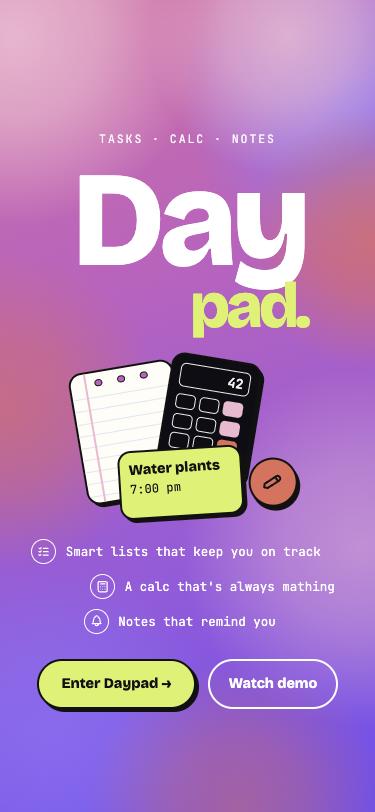 TASKS · CALC · NOTES
Day
pad.
42
Water plants
7:00 pm
Smart lists that keep you on track
A calc that's always mathing
Notes that remind you
Enter Daypad →
Watch demo